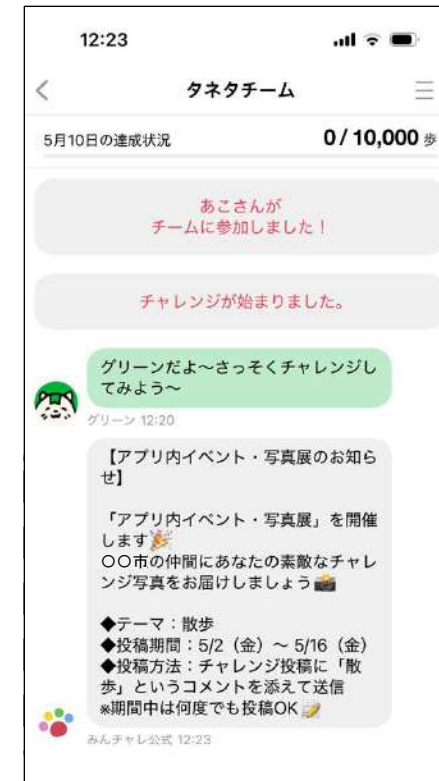 12:23
タネタチーム
5月10日の達成状況 0 / 10,000 歩
あこさんが
チームに参加しました！
チャレンジが始まりました。
グリーンだよ〜さっそくチャレンジし
てみよう〜
グリーン 12:20
【アプリ内イベント・写真展のお知ら
せ】
「アプリ内イベント・写真展」を開催
します🎉
〇〇市の仲間にあなたの素敵なチャレ
ンジ写真をお届けしましょう📸
◆テーマ：散歩
◆投稿期間：5/2（金）〜 5/16（金）
◆投稿方法：チャレンジ投稿に「散
歩」というコメントを添えて送信
※期間中は何度でも投稿OK📝
みんチャレ公式 12:23